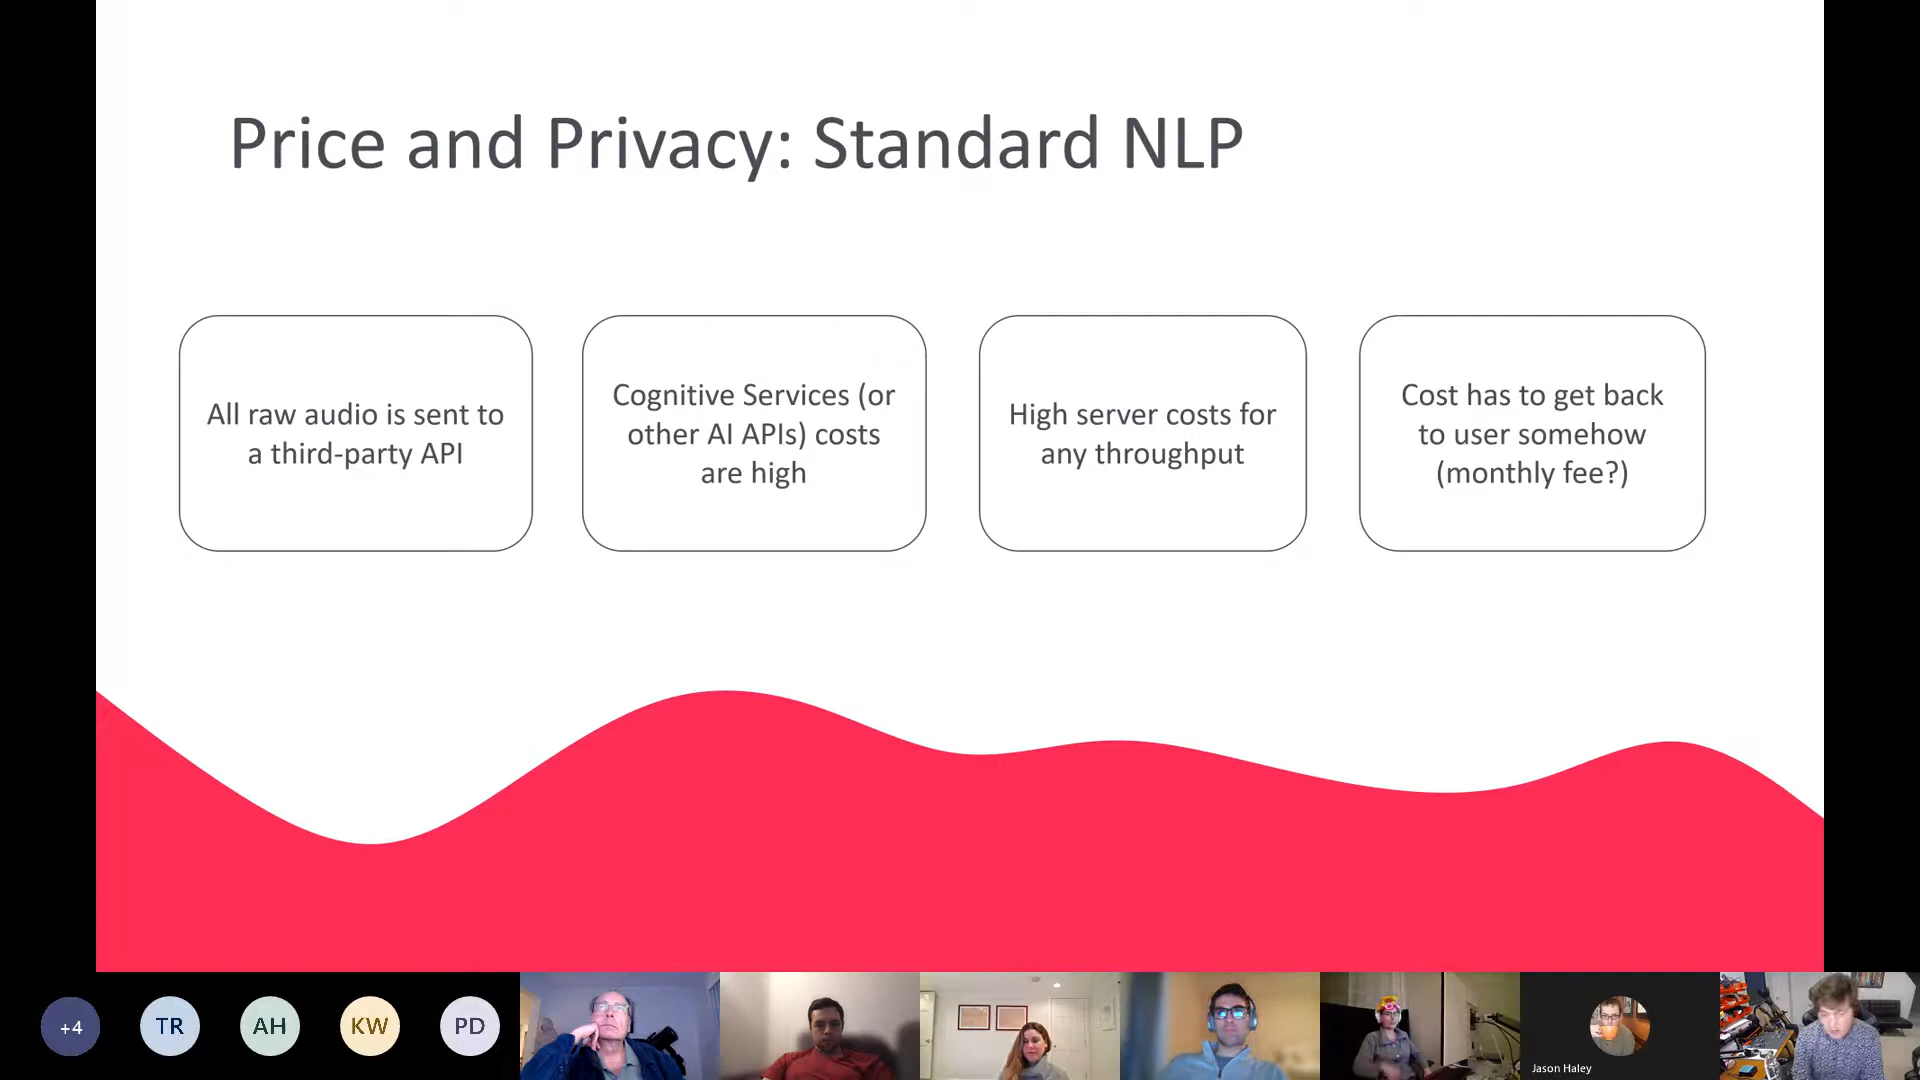 Price and Privacy: Standard NLP
All raw audio is sent to
a third-party API
Cognitive Services (or
other AI APIs) costs
are high
High server costs for
any throughput
Cost has to get back
to user somehow
(monthly fee?)
+4
TR
AH
KW
PD
Jason Haley